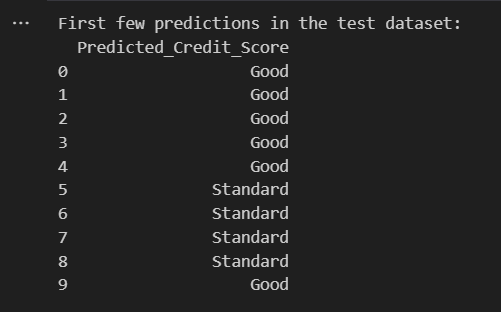 ... First few predictions in the test dataset:
Predicted_Credit_Score
0 Good
1 Good
2 Good
3 Good
4 Good
5 Standard
6 Standard
7 Standard
8 Standard
9 Good